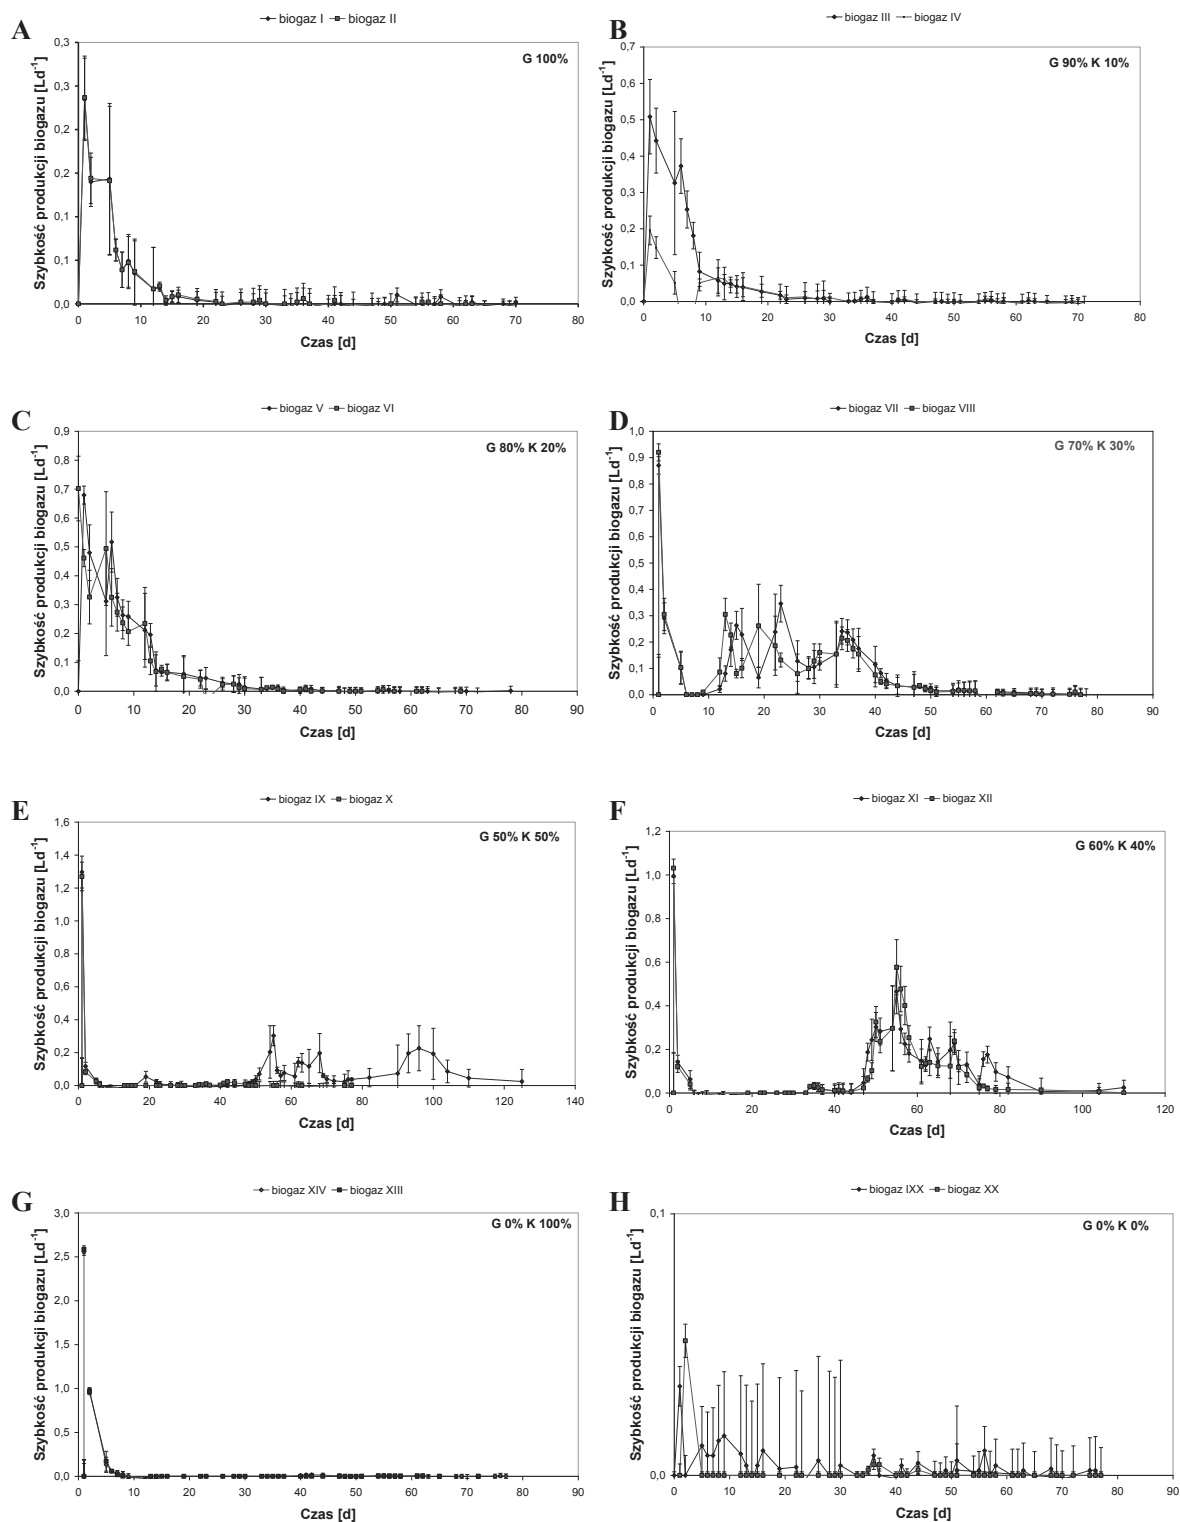 A
biogaz I biogaz II
G 100%
Szybkość produkcji biogazu [Ld⁻¹]
0,3
0,3
0,2
0,2
0,1
0,1
0,0
0 10 20 30 40 50 60 70 80
Czas [d]
B
biogaz III biogaz IV
G 90% K 10%
Szybkość produkcji biogazu [Ld⁻¹]
0,7
0,6
0,5
0,4
0,3
0,2
0,1
0,0
0 10 20 30 40 50 60 70 80
Czas [d]
C
biogaz V biogaz VI
G 80% K 20%
Szybkość produkcji biogazu [Ld⁻¹]
0,9
0,8
0,7
0,6
0,5
0,4
0,3
0,2
0,1
0,0
0 10 20 30 40 50 60 70 80 90
Czas [d]
D
biogaz VII biogaz VIII
G 70% K 30%
Szybkość produkcji biogazu [Ld⁻¹]
1,0
0,9
0,8
0,7
0,6
0,5
0,4
0,3
0,2
0,1
0,0
0 10 20 30 40 50 60 70 80 90
Czas [d]
E
biogaz IX biogaz X
G 50% K 50%
Szybkość produkcji biogazu [Ld⁻¹]
1,6
1,4
1,2
1,0
0,8
0,6
0,4
0,2
0,0
0 20 40 60 80 100 120 140
Czas [d]
F
biogaz XI biogaz XII
G 60% K 40%
Szybkość produkcji biogazu [Ld⁻¹]
1,2
1,0
0,8
0,6
0,4
0,2
0,0
0 20 40 60 80 100 120
Czas [d]
G
biogaz XIV biogaz XIII
G 0% K 100%
Szybkość produkcji biogazu [Ld⁻¹]
3,0
2,5
2,0
1,5
1,0
0,5
0,0
0 10 20 30 40 50 60 70 80 90
Czas [d]
H
biogaz IXX biogaz XX
G 0% K 0%
Szybkość produkcji biogazu [Ld⁻¹]
0,1
0,0
0 10 20 30 40 50 60 70 80 90
Czas [d]